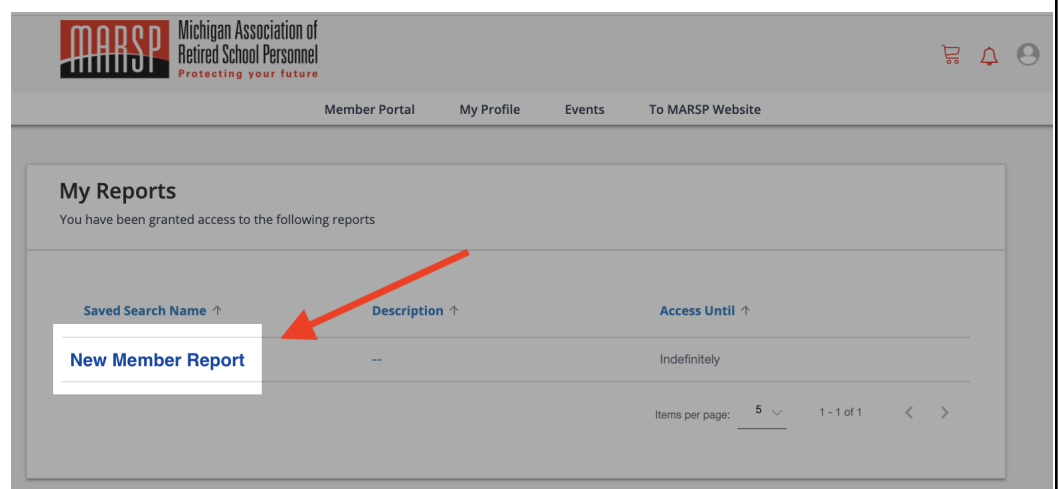 MARSP
Michigan Association of
Retired School Personnel
Protecting your future
Member Portal My Profile Events To MARSP Website
My Reports
You have been granted access to the following reports
Saved Search Name ↑ Description ↑ Access Until ↑
New Member Report -- Indefinitely
Items per page: 5 1 - 1 of 1